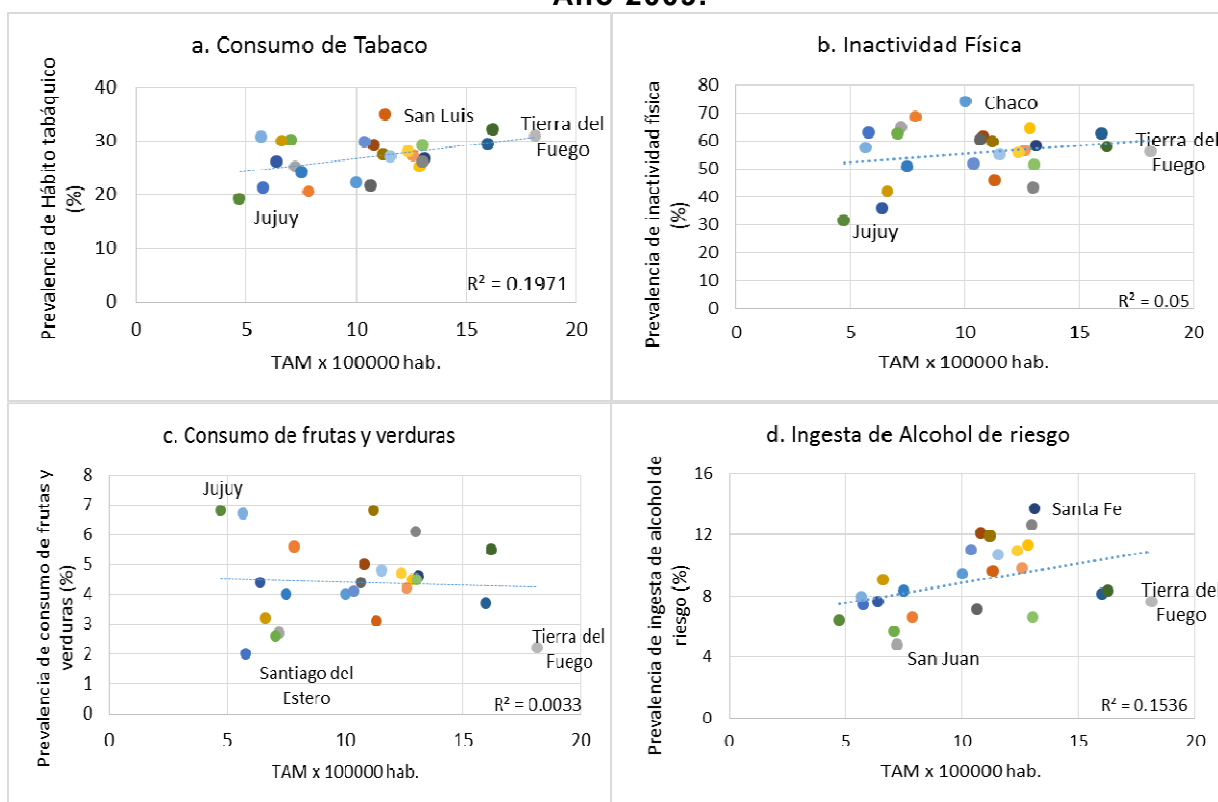 Año 2005.
a. Consumo de Tabaco
Prevalencia de Hábito tabáquico
(%)
40
30
20
10
0
San Luis
Tierra del
Fuego
Jujuy
R² = 0.1971
0 5 10 15 20
TAM x 100000 hab.
b. Inactividad Física
Prevalencia de inactividad física
(%)
80
70
60
50
40
30
20
10
0
Chaco
Tierra del
Fuego
Jujuy
R² = 0.05
0 5 10 15 20
TAM x 100000 hab.
c. Consumo de frutas y verduras
Prevalencia de consumo de frutas y
verduras (%)
8
7
6
5
4
3
2
1
0
Jujuy
Tierra del
Fuego
Santiago del
Estero
R² = 0.0033
0 5 10 15 20
TAM x 100000 hab.
d. Ingesta de Alcohol de riesgo
Prevalencia de ingesta de alcohol de
riesgo (%)
16
12
8
4
0
Santa Fe
Tierra del
Fuego
San Juan
R² = 0.1536
0 5 10 15 20
TAM x 100000 hab.